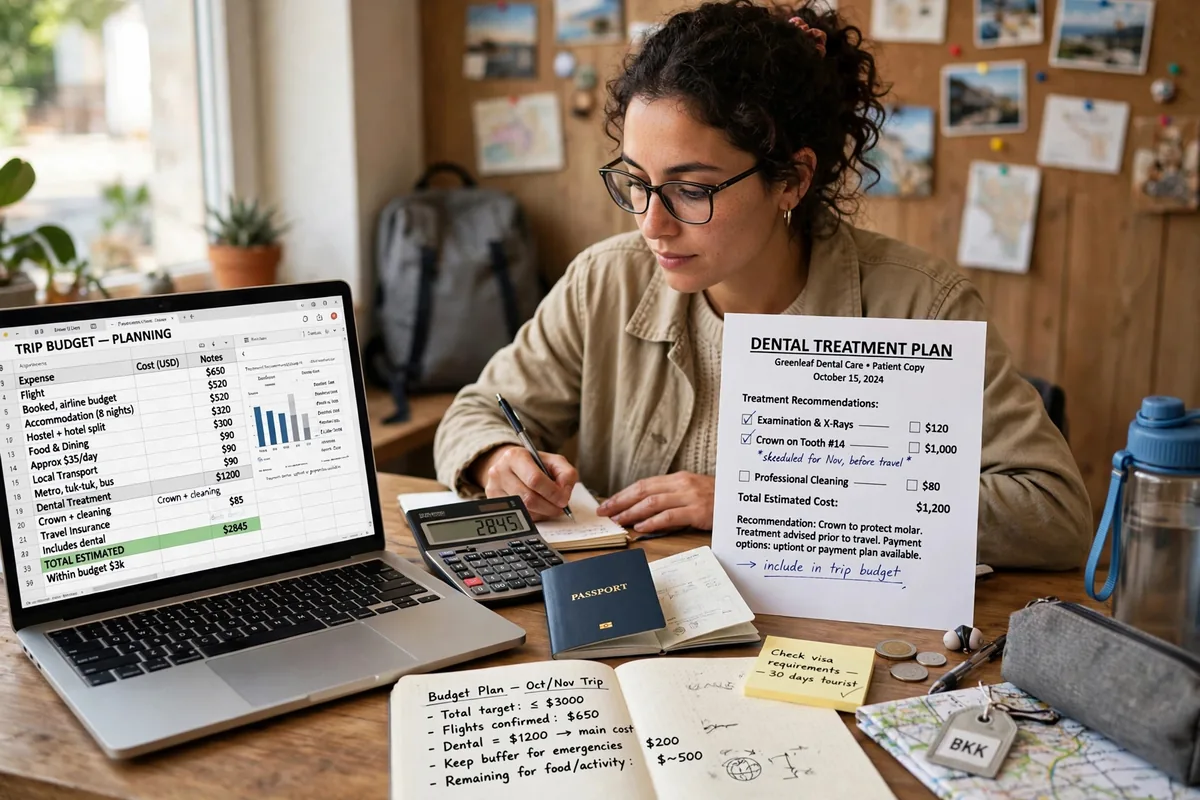 TRIP BUDGET — PLANNING
Expense Cost (USD) Notes
Flight $650
Booked, airline budget $520
Accommodation (8 nights) $520
Hostel + hotel split $320
Food & Dining $300
Approx $35/day $90
Local Transport $90
Metro, tuk-tuk, bus $90
Dental Treatment $1200
Crown + cleaning Crown + cleaning
Travel Insurance $85
Includes dental
TOTAL ESTIMATED $2845
Within budget $3k
2845
PASSPORT
DENTAL TREATMENT PLAN
Greenleaf Dental Care • Patient Copy
October 15, 2024
Treatment Recommendations:
Examination & X-Rays $120
Crown on Tooth #14 $1,000
*skeeduled for Nov, before travel*
Professional Cleaning $80
Total Estimated Cost: $1,200
Recommendation: Crown to protect molar.
Treatment advised prior to travel. Payment
options: uptiont or payment plan available.
→ include in trip budget
Check visa
requirements —
— 30 days tourist
Budget Plan — Oct/Nov Trip
- Total target: ≤ $3000
- Flights confirmed: $650
- Dental = $1200 → main cost
- Keep buffer for emergencies $200
- Remaining for food/activity: $~500
BKK